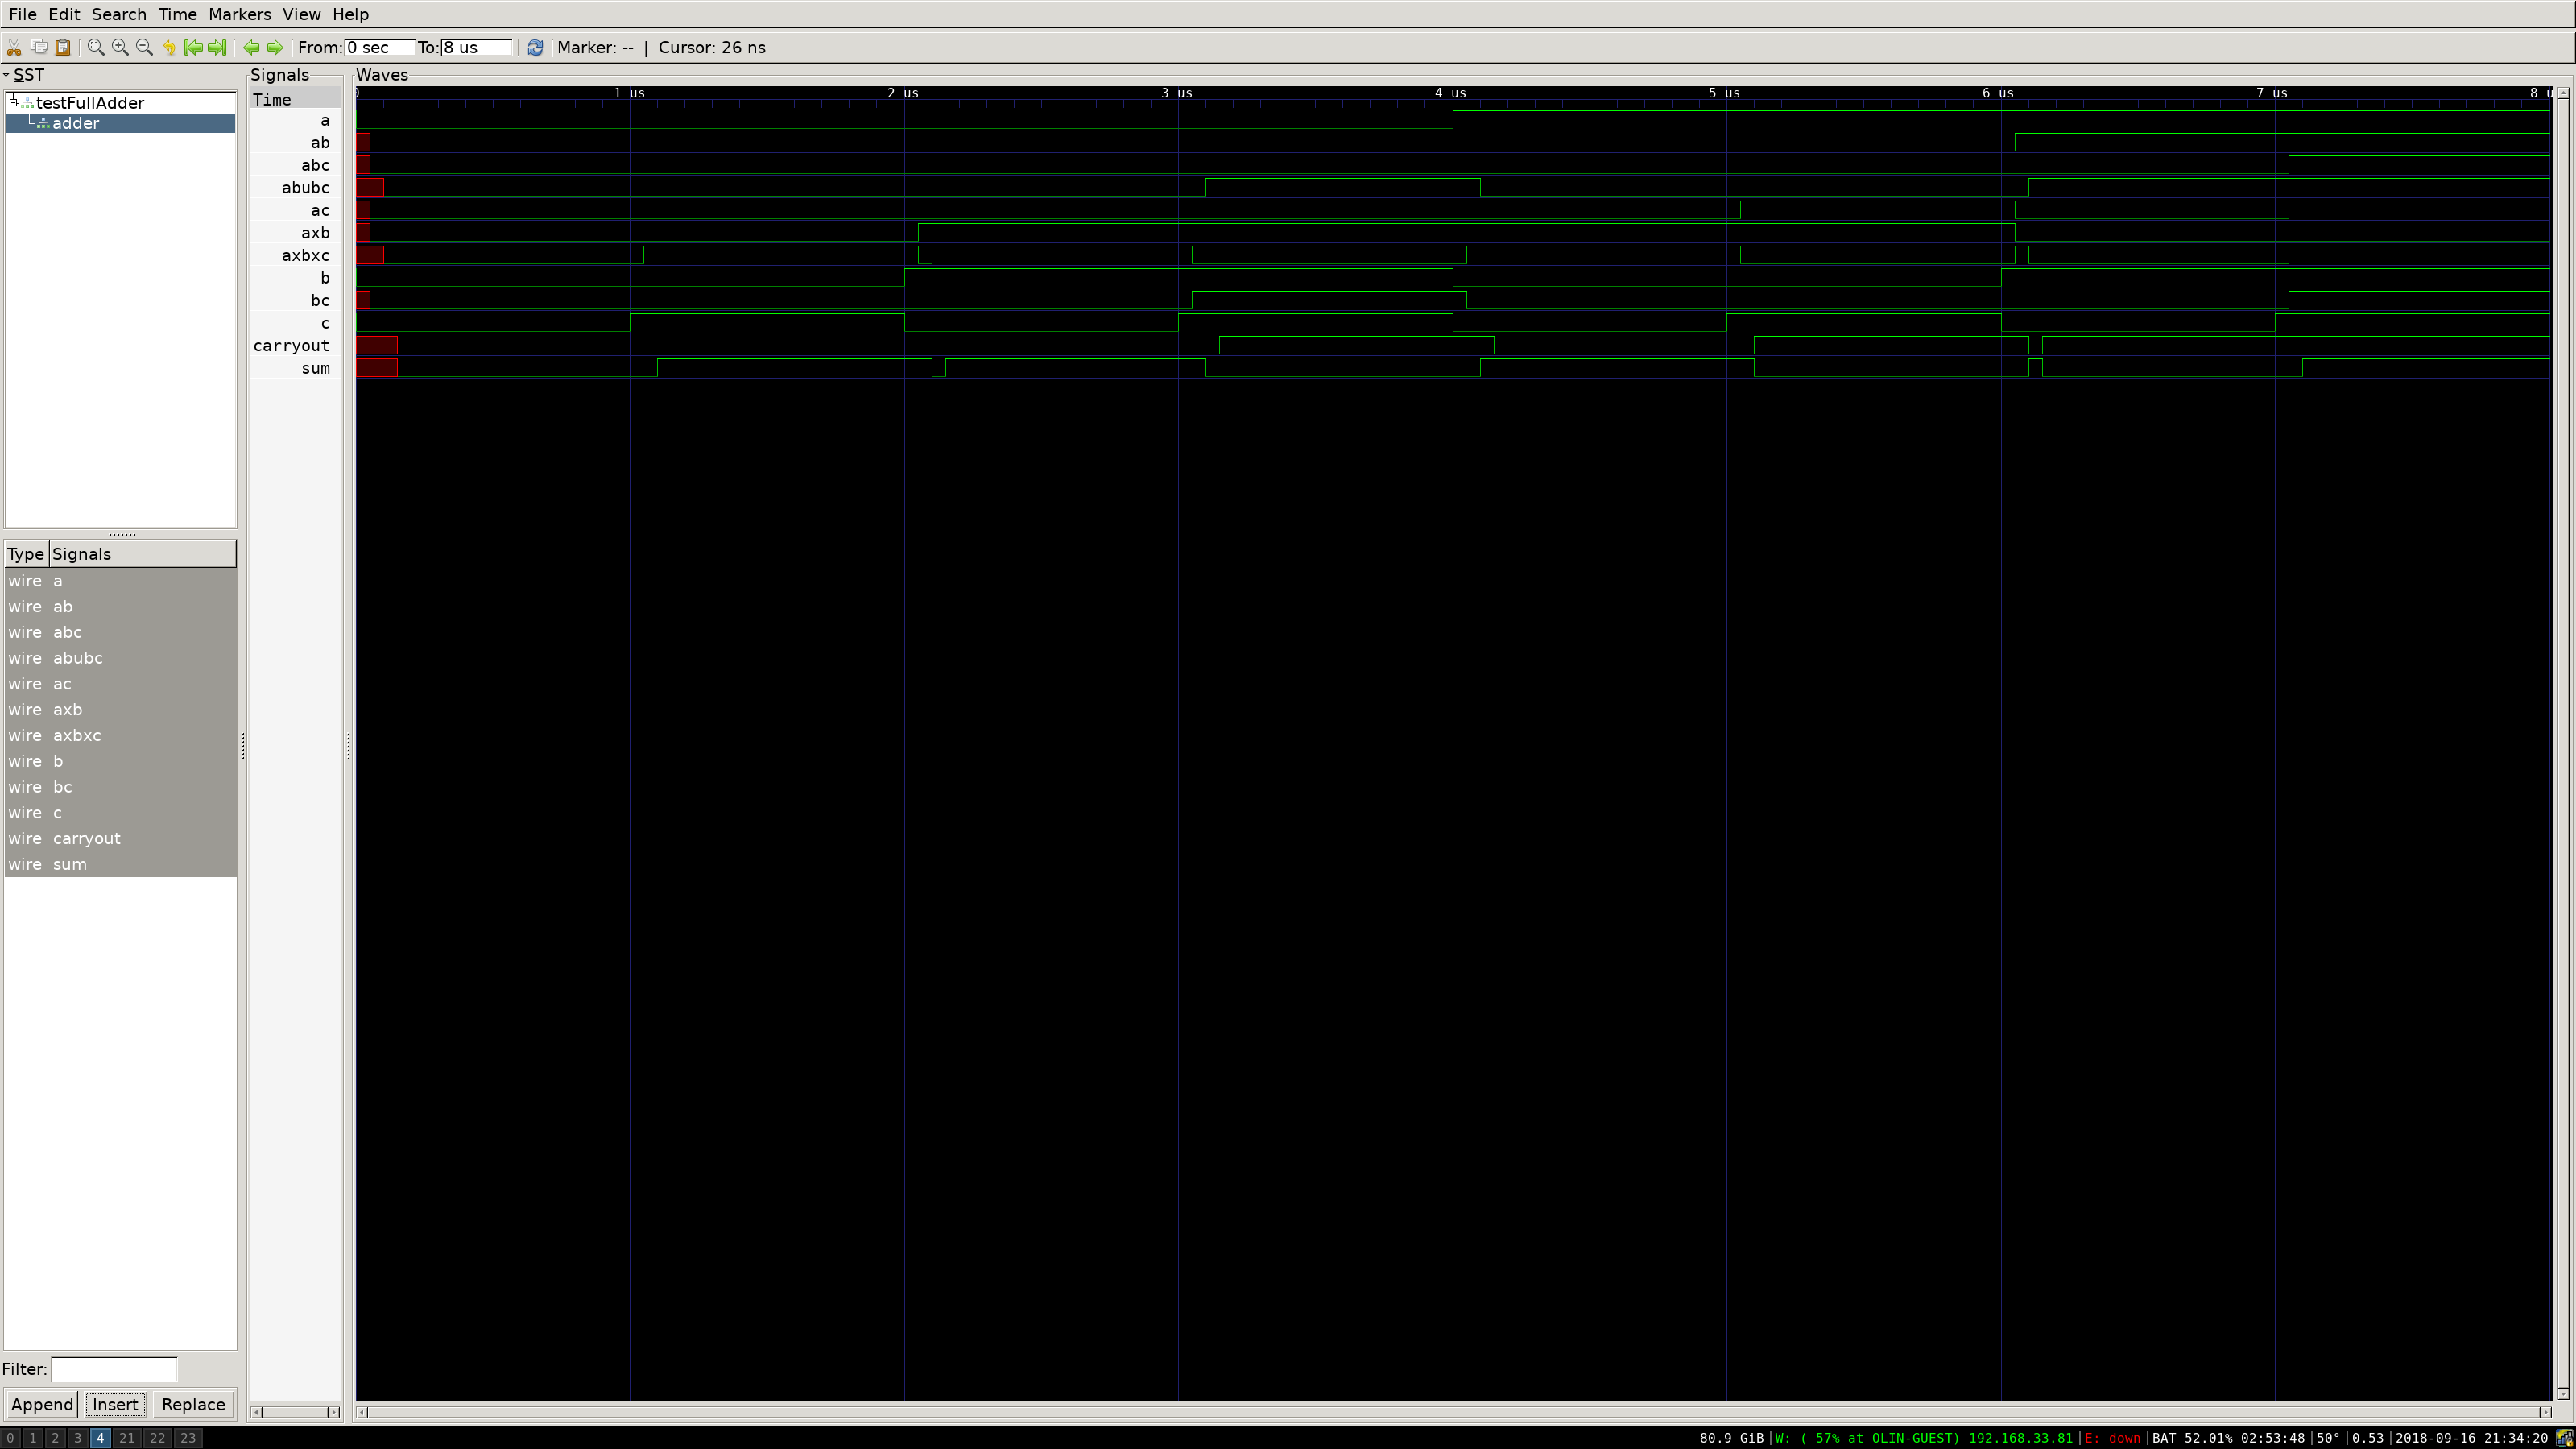 File Edit Search Time Markers View Help
From: 0 sec To: 8 us Marker: -- | Cursor: 26 ns
SST
testFullAdder
adder
Type Signals
wire a
wire ab
wire abc
wire abubc
wire ac
wire axb
wire axbxc
wire b
wire bc
wire c
wire carryout
wire sum
Filter:
Append Insert Replace
Signals
Time
a
ab
abc
abubc
ac
axb
axbxc
b
bc
c
carryout
sum
Waves
0 1 us 2 us 3 us 4 us 5 us 6 us 7 us 8 u
0 1 2 3 4 21 22 23
80.9 GiB|W: ( 57% at OLIN-GUEST) 192.168.33.81|E: down|BAT 52.01% 02:53:48|50°|0.53|2018-09-16 21:34:20